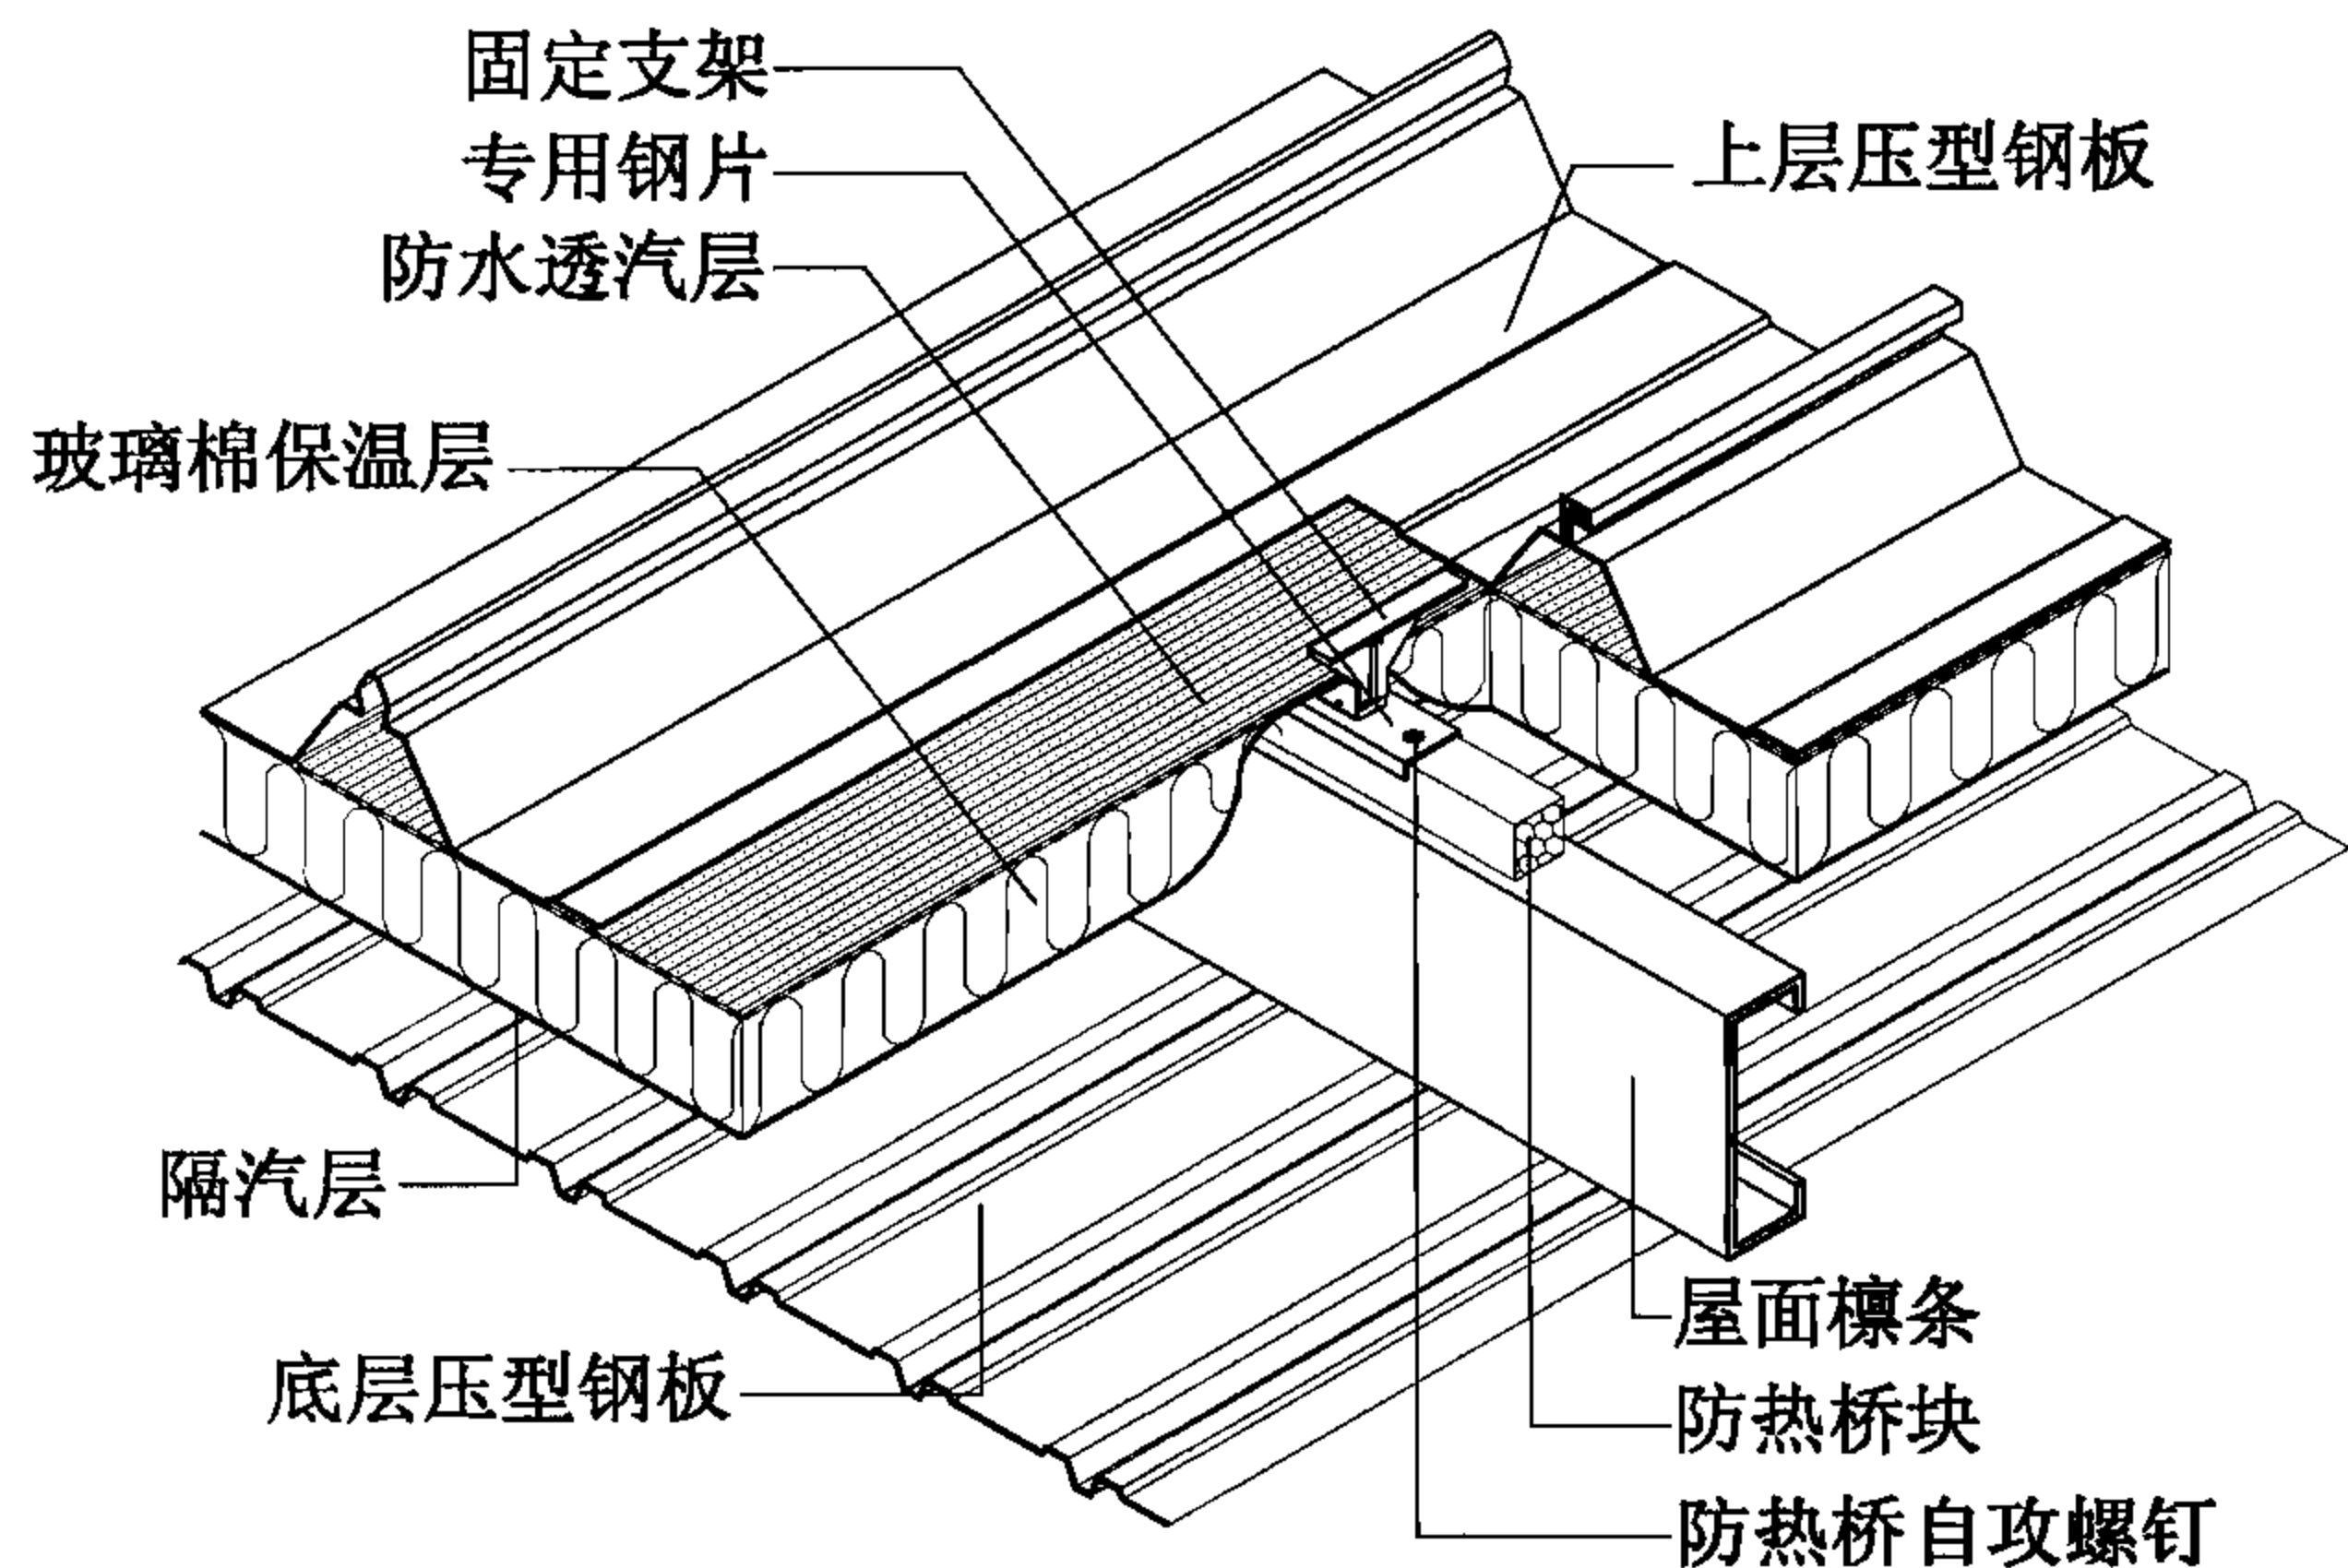 固定支架
专用钢片
防水透汽层
上层压型钢板
玻璃棉保温层
隔汽层
底层压型钢板
屋面檩条
防热桥块
防热桥自攻螺钉